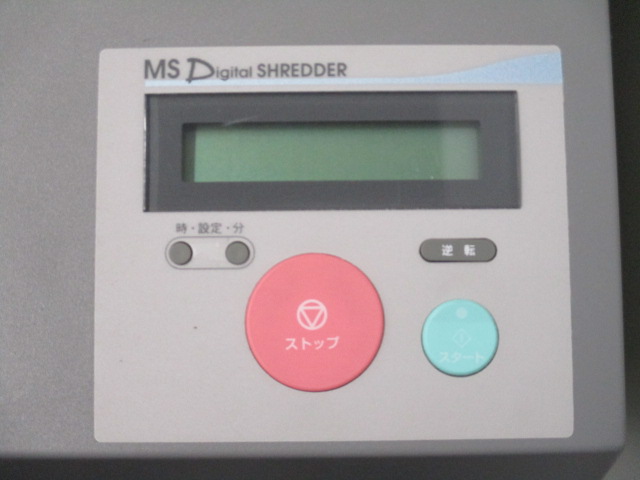 MS Digital SHREDDER
時・設定・分
逆転
ストップ
スタート